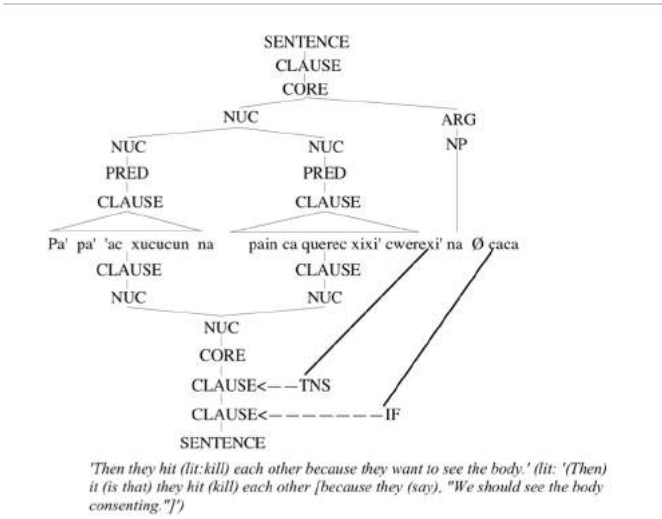 SENTENCE
CLAUSE
CORE
NUC ARG
NUC NUC NP
PRED PRED
CLAUSE CLAUSE
Pa' pa' 'ac xucucun na pain ca querec xixi' cwerexi' na Ø caca
CLAUSE CLAUSE
NUC NUC
NUC
CORE
CLAUSE<– –TNS
CLAUSE<– – – – – – – –IF
SENTENCE
'Then they hit (lit:kill) each other because they want to see the body.' (lit: '(Then)
it (is that) they hit (kill) each other [because they (say), "We should see the body
consenting."]')